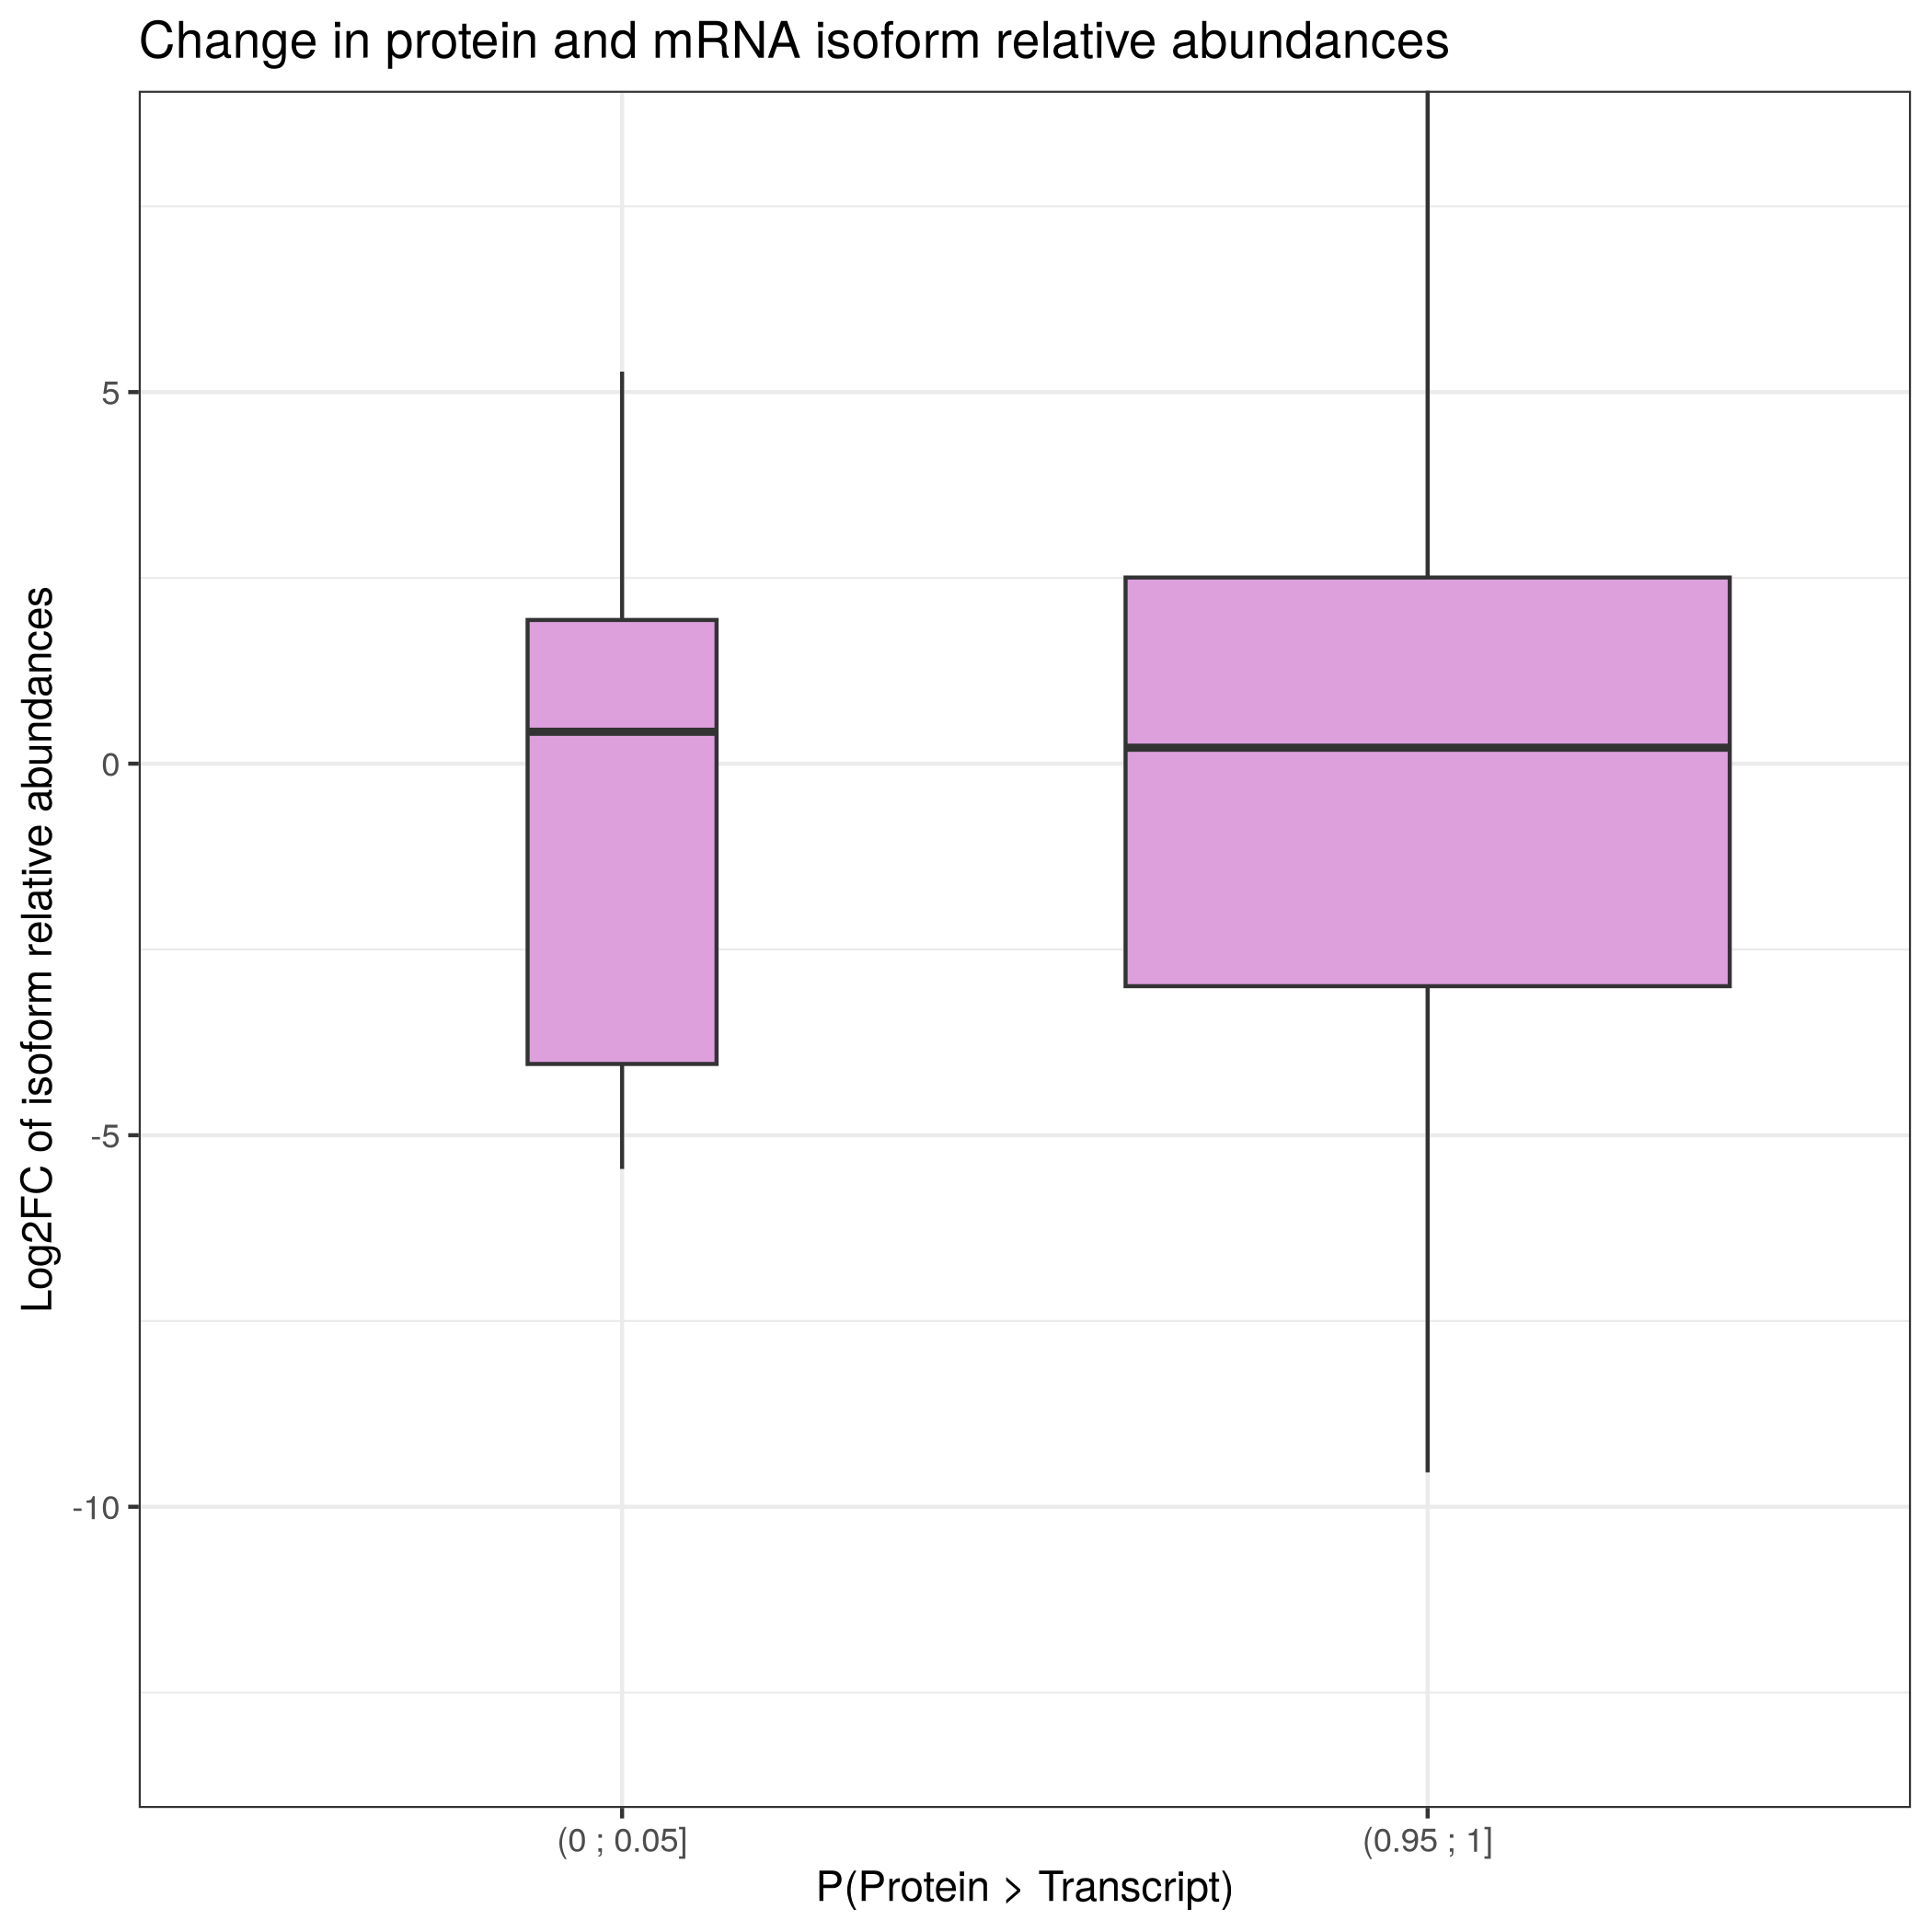 Change in protein and mRNA isoform relative abundances
Log2FC of isoform relative abundances
5
0
-5
-10
(0 ; 0.05]
(0.95 ; 1]
P(Protein > Transcript)